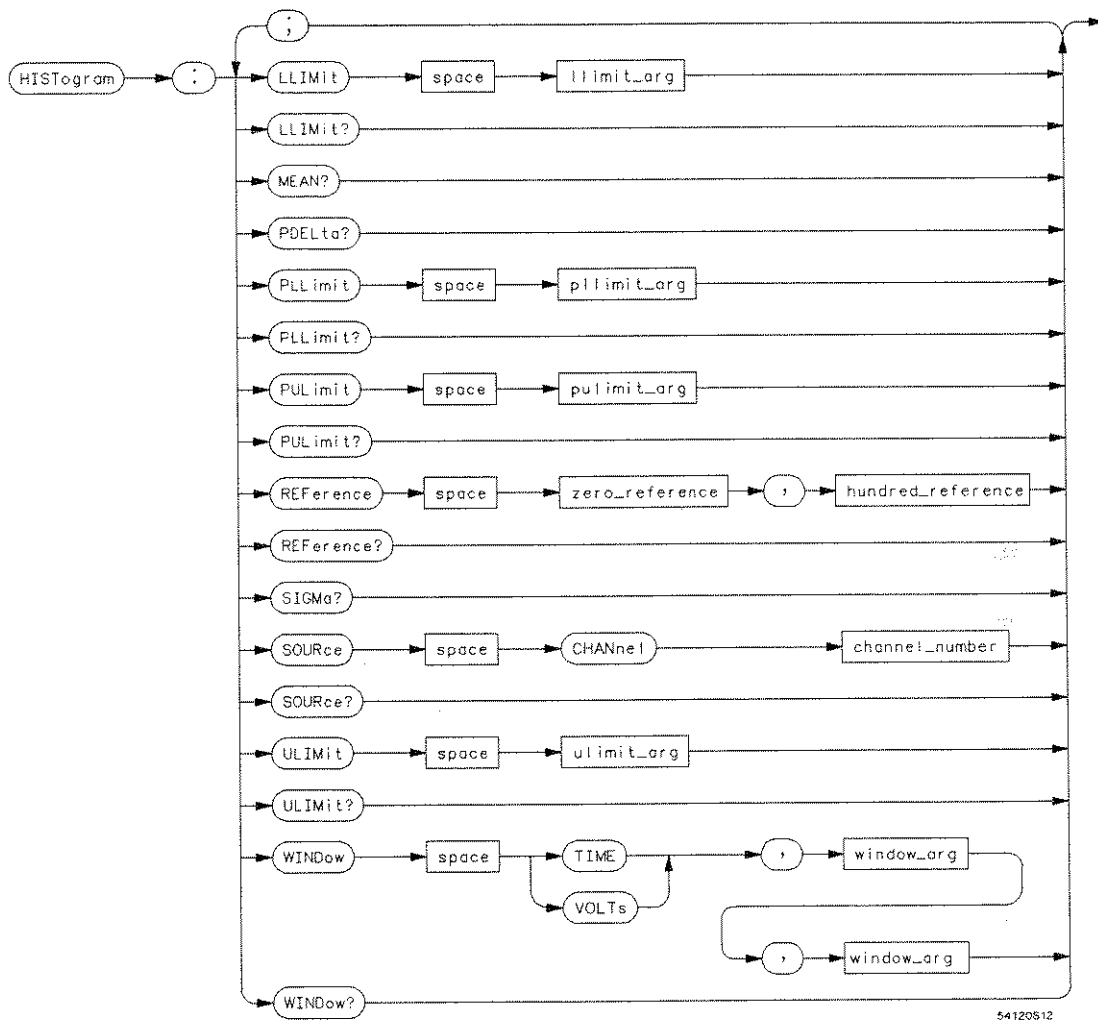 ;
HISTogram : LLIMit space llimit_arg
LLIMit?
MEAN?
PDELta?
PLLimit space pllimit_arg
PLLimit?
PULimit space pulimit_arg
PULimit?
REFerence space zero_reference , hundred_reference
REFerence?
SIGMa?
SOURce space CHANnel channel_number
SOURce?
ULIMit space ulimit_arg
ULIMit?
WINDow space TIME , window_arg
VOLTs
, window_arg
WINDow?
54120S12